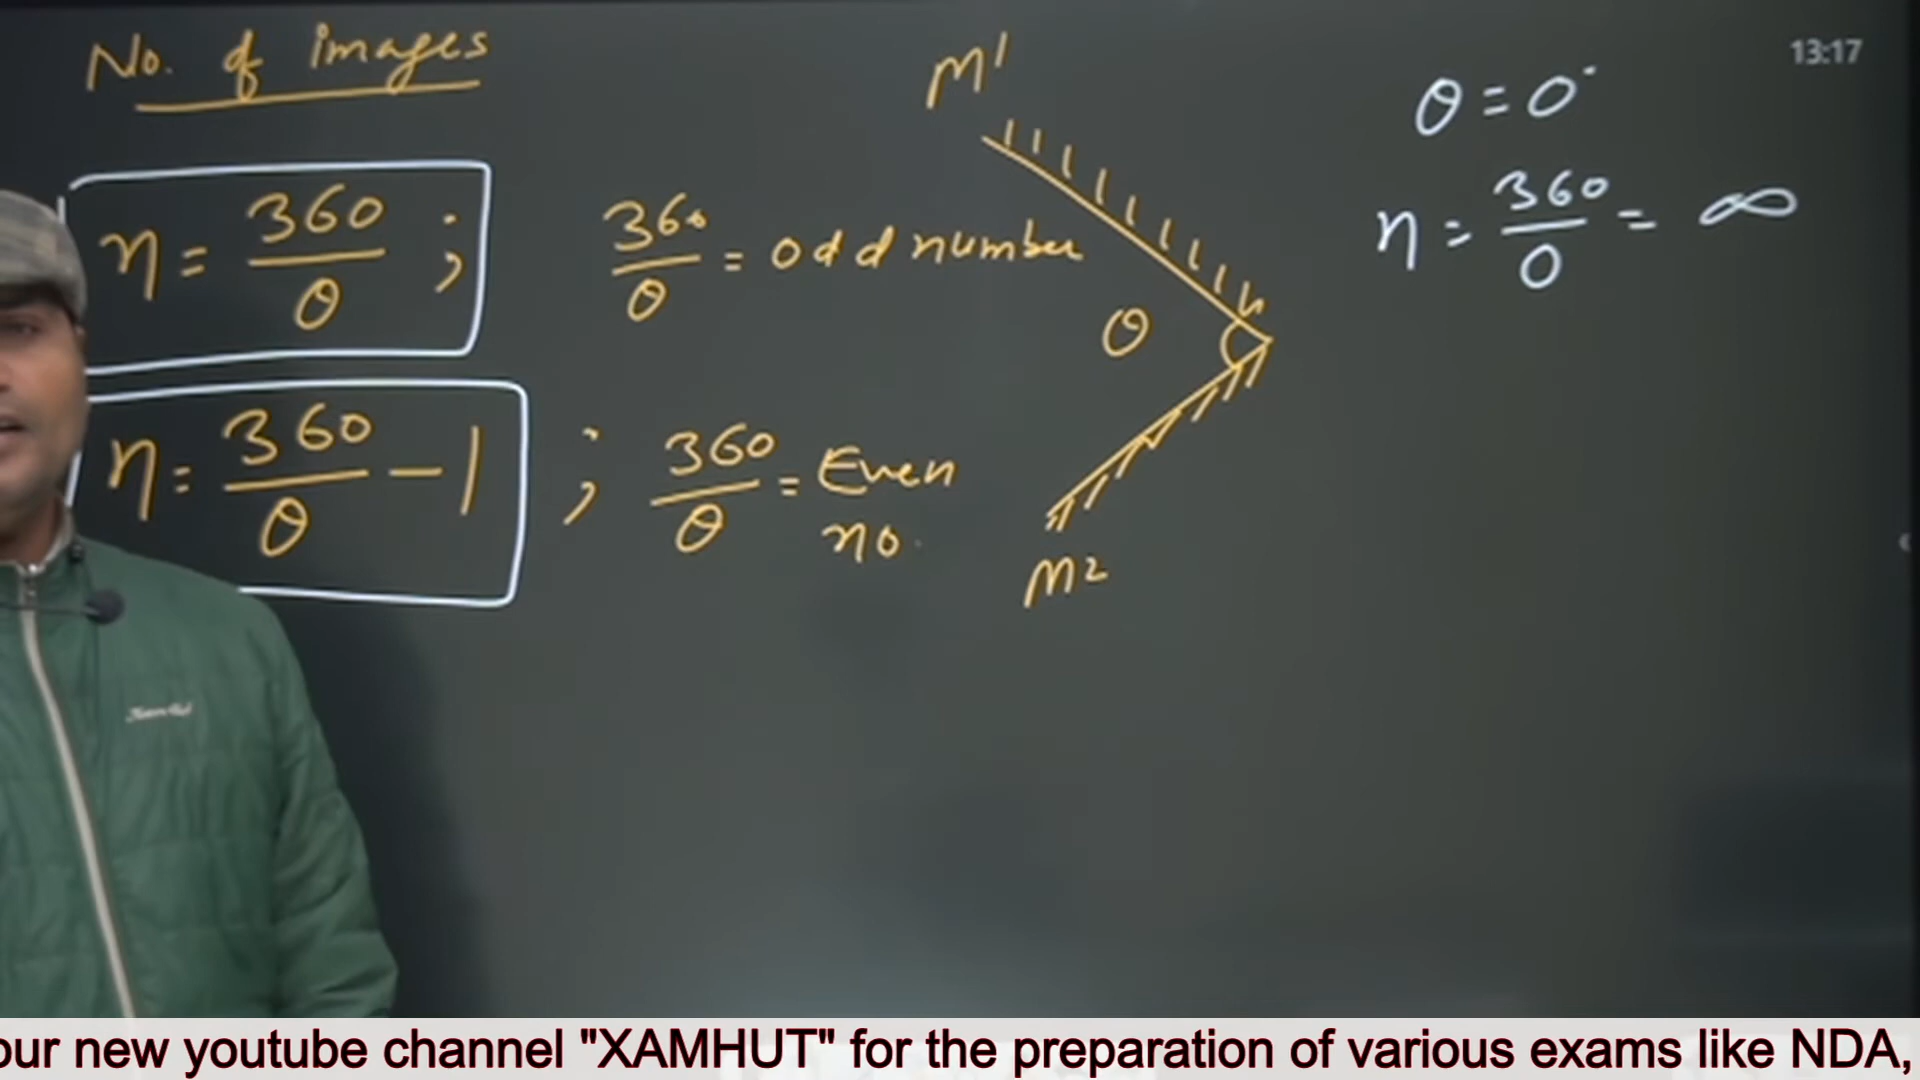 No. of images
n = 360/θ ; 360/θ = odd number
n = 360/θ - 1 ; 360/θ = Even no.
M1
θ
M2
θ = 0°
n = 360/0 = ∞
13:17
our new youtube channel "XAMHUT" for the preparation of various exams like NDA,